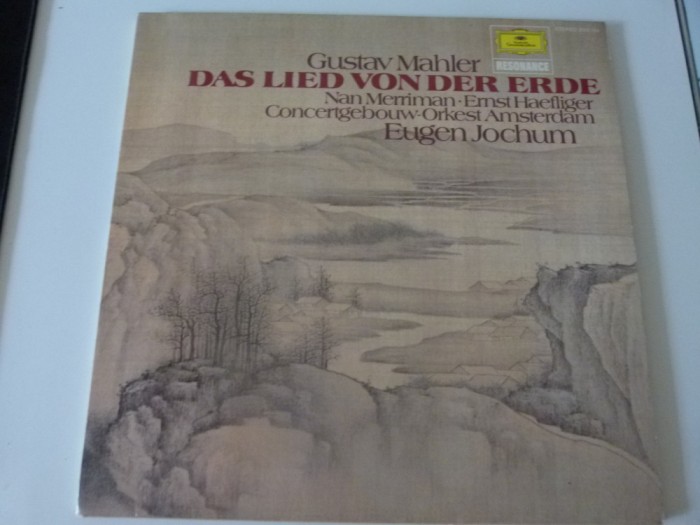 Gustav Mahler
RESONANCE
DAS LIED VON DER ERDE
Nan Merriman · Ernst Haefliger
Concertgebouw-Orkest Amsterdam
Eugen Jochum